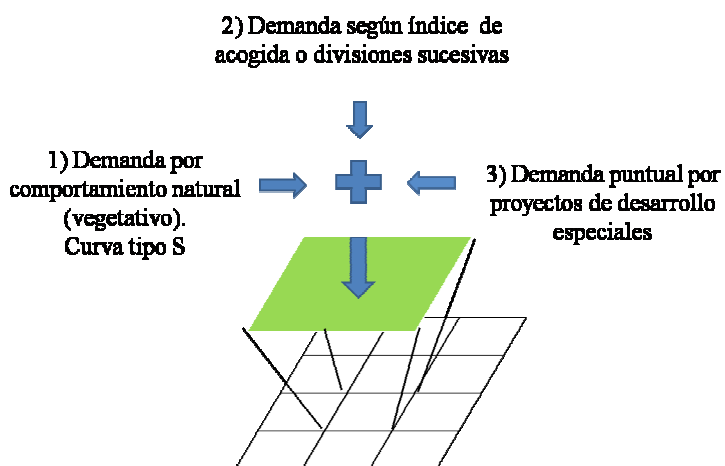 2) Demanda según índice de
acogida o divisiones sucesivas
1) Demanda por
comportamiento natural
(vegetativo).
Curva tipo S
3) Demanda puntual por
proyectos de desarrollo
especiales